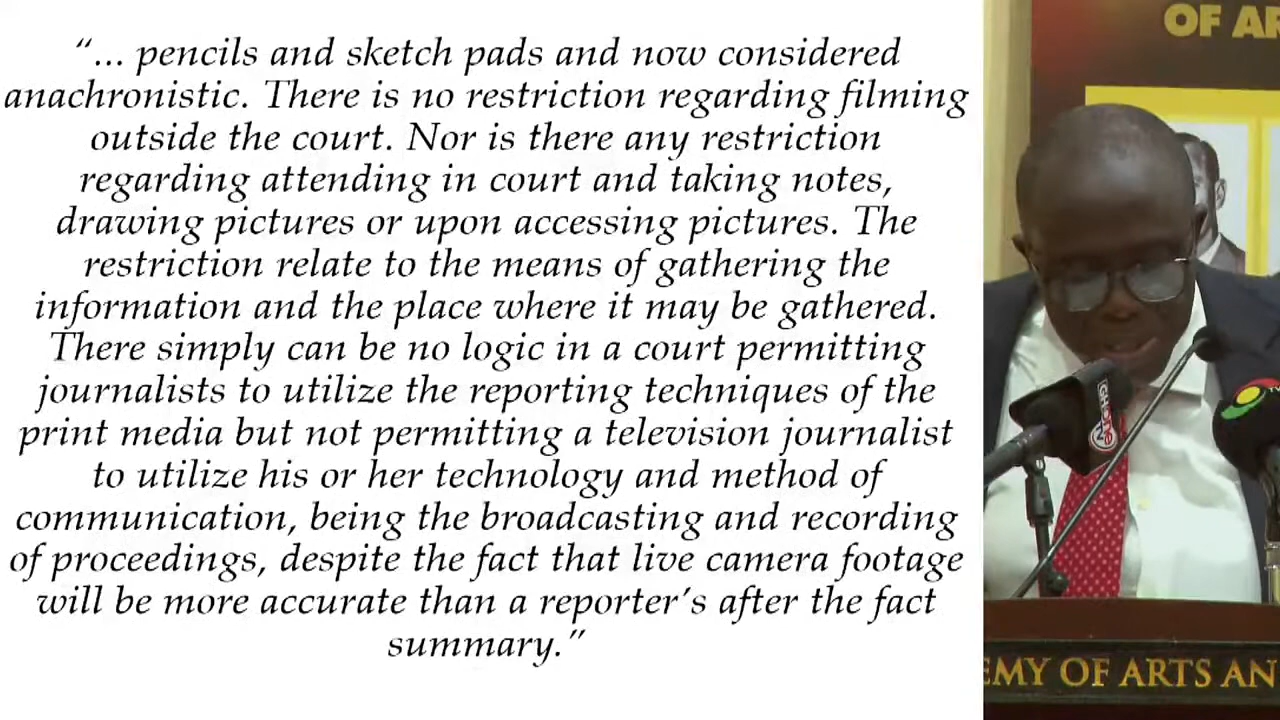 “... pencils and sketch pads and now considered
anachronistic. There is no restriction regarding filming
outside the court. Nor is there any restriction
regarding attending in court and taking notes,
drawing pictures or upon accessing pictures. The
restriction relate to the means of gathering the
information and the place where it may be gathered.
There simply can be no logic in a court permitting
journalists to utilize the reporting techniques of the
print media but not permitting a television journalist
to utilize his or her technology and method of
communication, being the broadcasting and recording
of proceedings, despite the fact that live camera footage
will be more accurate than a reporter’s after the fact
summary.”
OF AR
GHOne
TV
TV
EMY OF ARTS AN